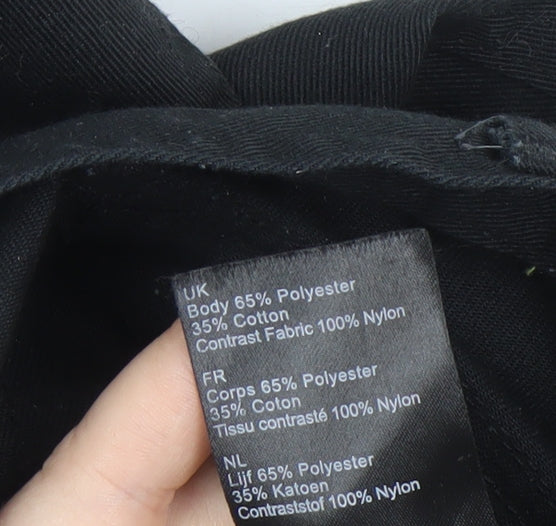 UK
Body 65% Polyester
35% Cotton
Contrast Fabric 100% Nylon
FR
Corps 65% Polyester
35% Coton
Tissu contrasté 100% Nylon
NL
Lijf 65% Polyester
35% Katoen
Contraststof 100% Nylon